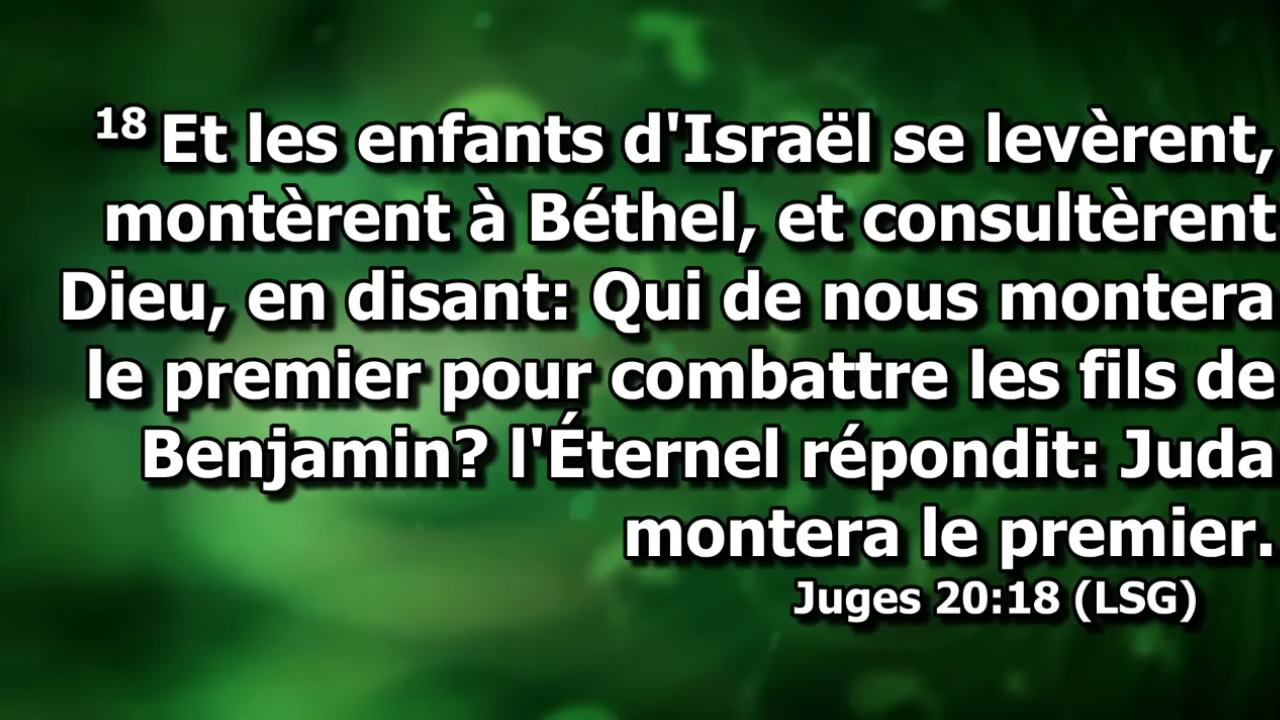 18 Et les enfants d'Israël se levèrent,
montèrent à Béthel, et consultèrent
Dieu, en disant: Qui de nous montera
le premier pour combattre les fils de
Benjamin? l'Éternel répondit: Juda
montera le premier.
Juges 20:18 (LSG)